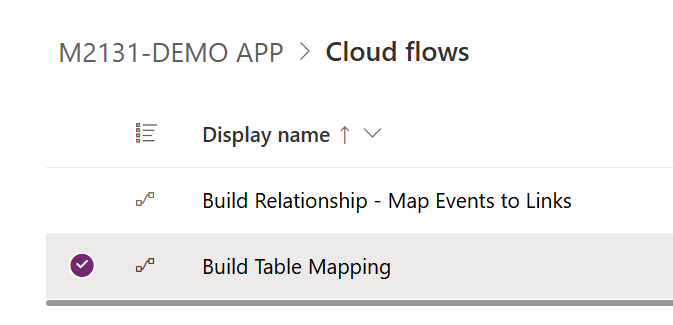 M2131-DEMO APP > Cloud flows
Display name ↑
Build Relationship - Map Events to Links
Build Table Mapping